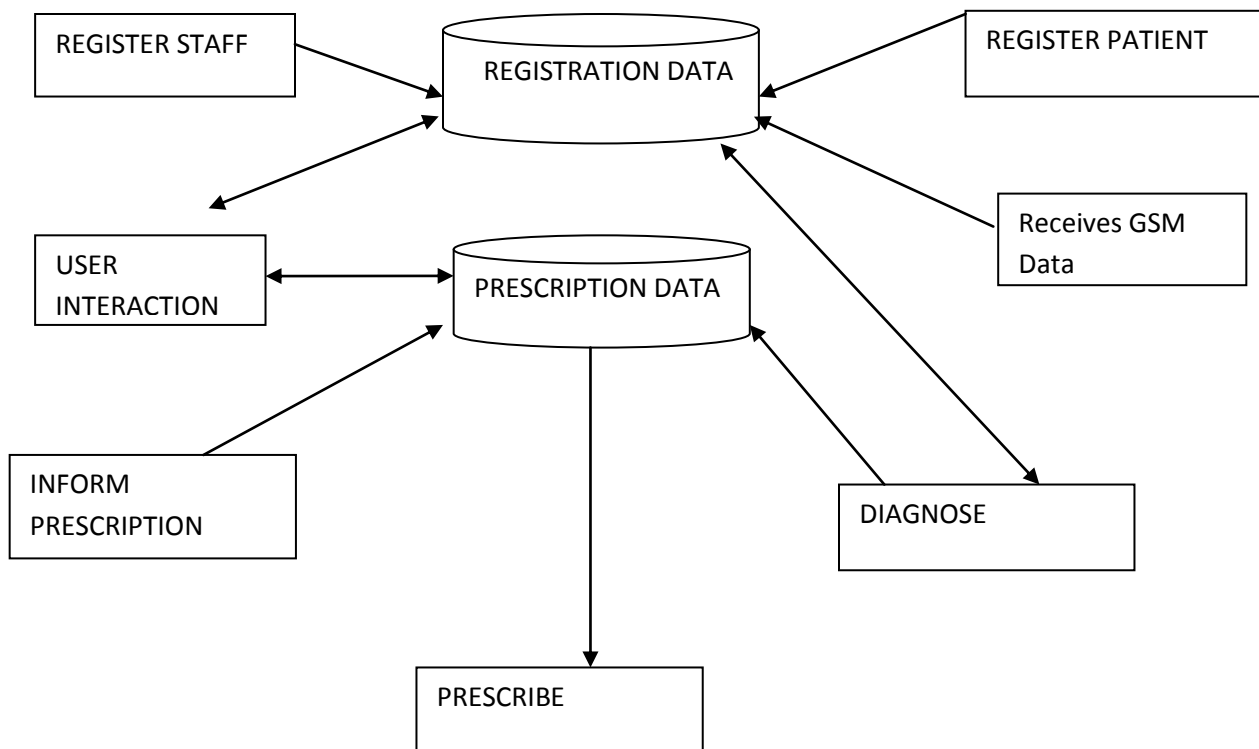 REGISTER STAFF
REGISTRATION DATA
REGISTER PATIENT
Receives GSM
Data
USER
INTERACTION
PRESCRIPTION DATA
INFORM
PRESCRIPTION
DIAGNOSE
PRESCRIBE